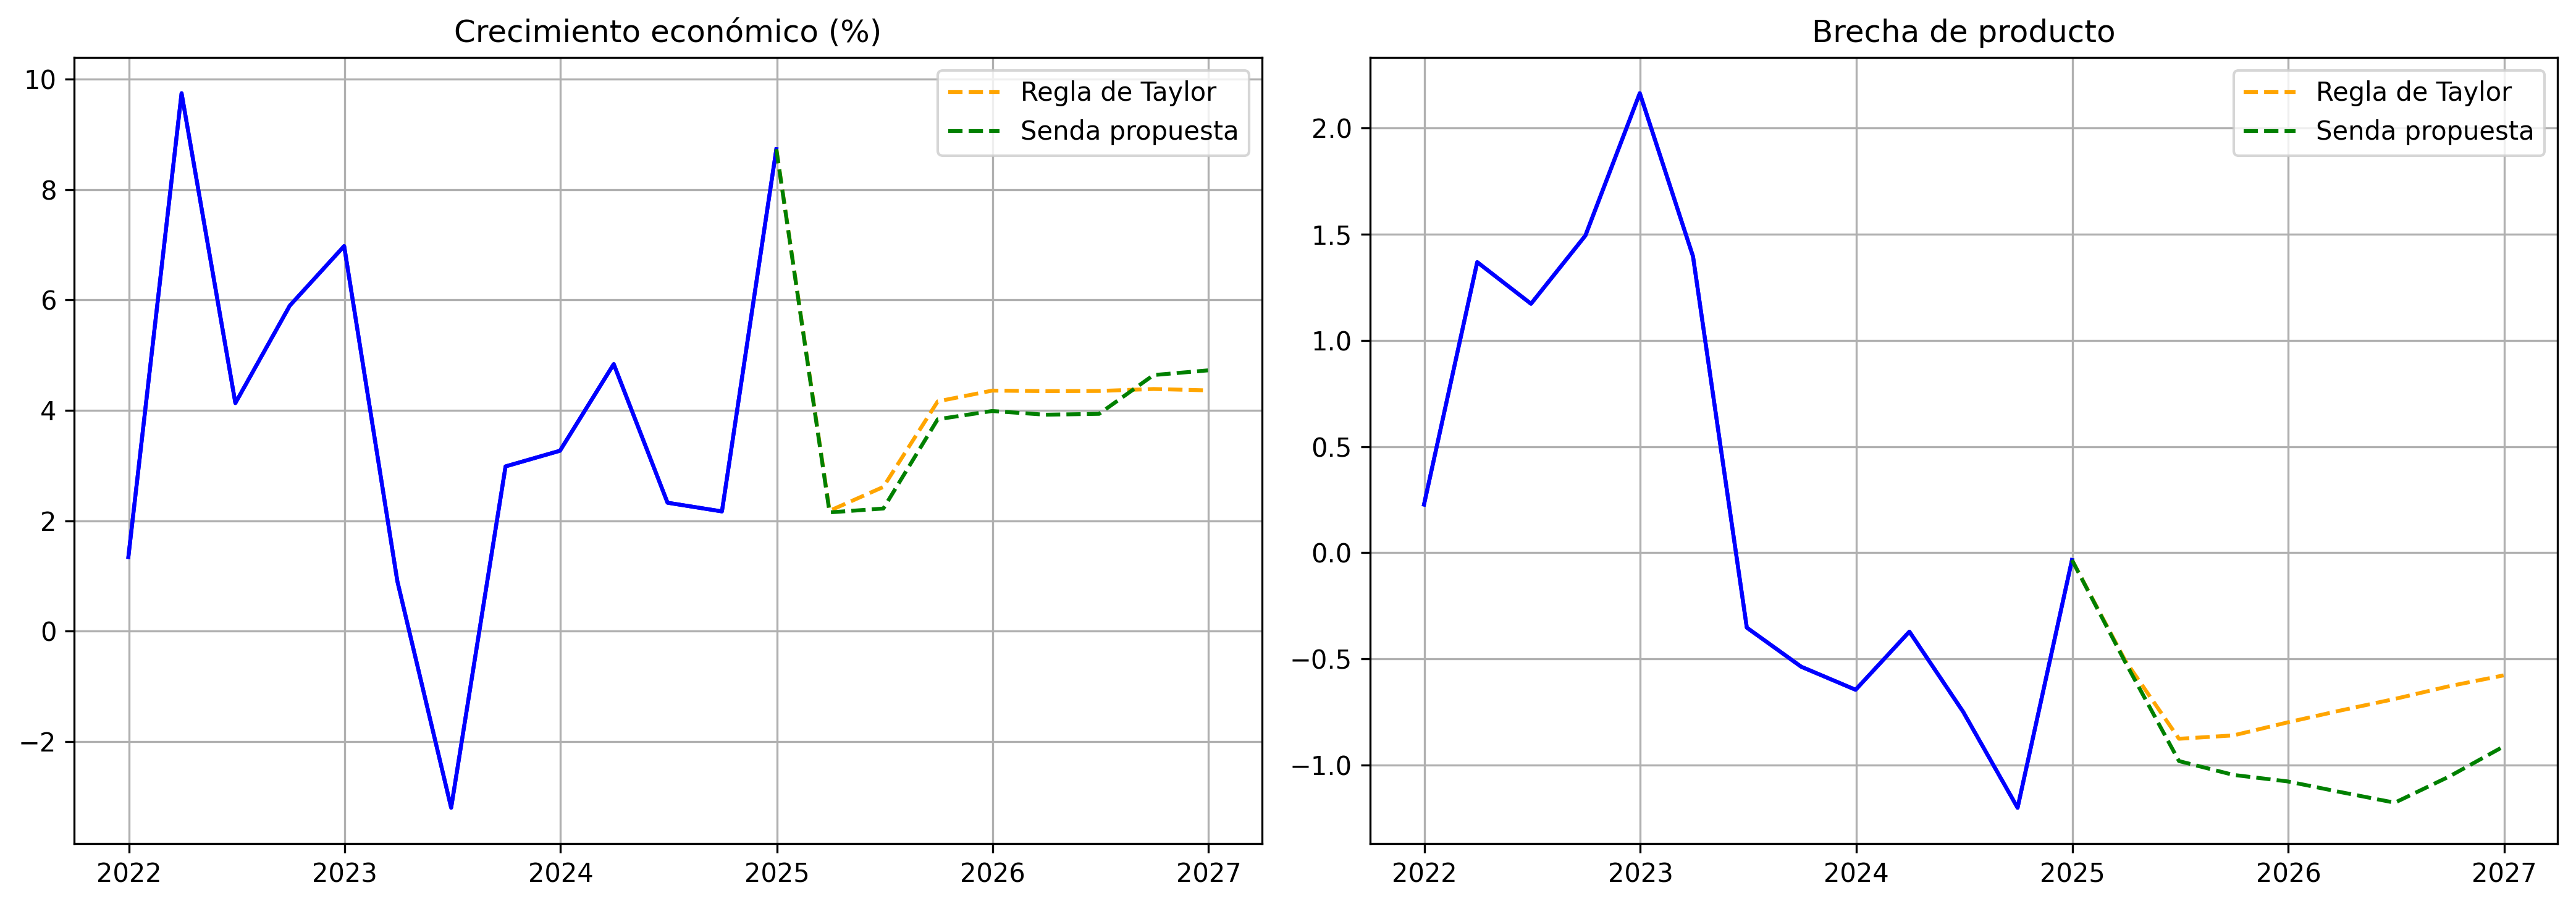 Crecimiento económico (%)
10
8
6
4
2
0
−2
2022 2023 2024 2025 2026 2027
Regla de Taylor
Senda propuesta
Brecha de producto
2.0
1.5
1.0
0.5
0.0
−0.5
−1.0
2022 2023 2024 2025 2026 2027
Regla de Taylor
Senda propuesta